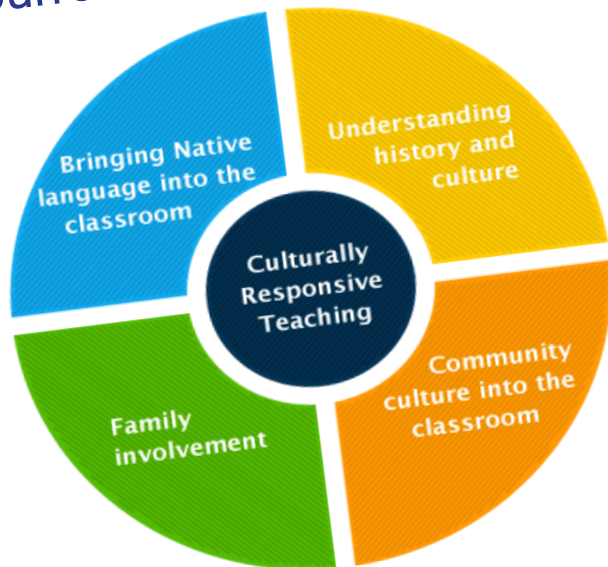 Bringing Native
language into the
classroom
Understanding
history and
culture
Culturally
Responsive
Teaching
Family
involvement
Community
culture into the
classroom